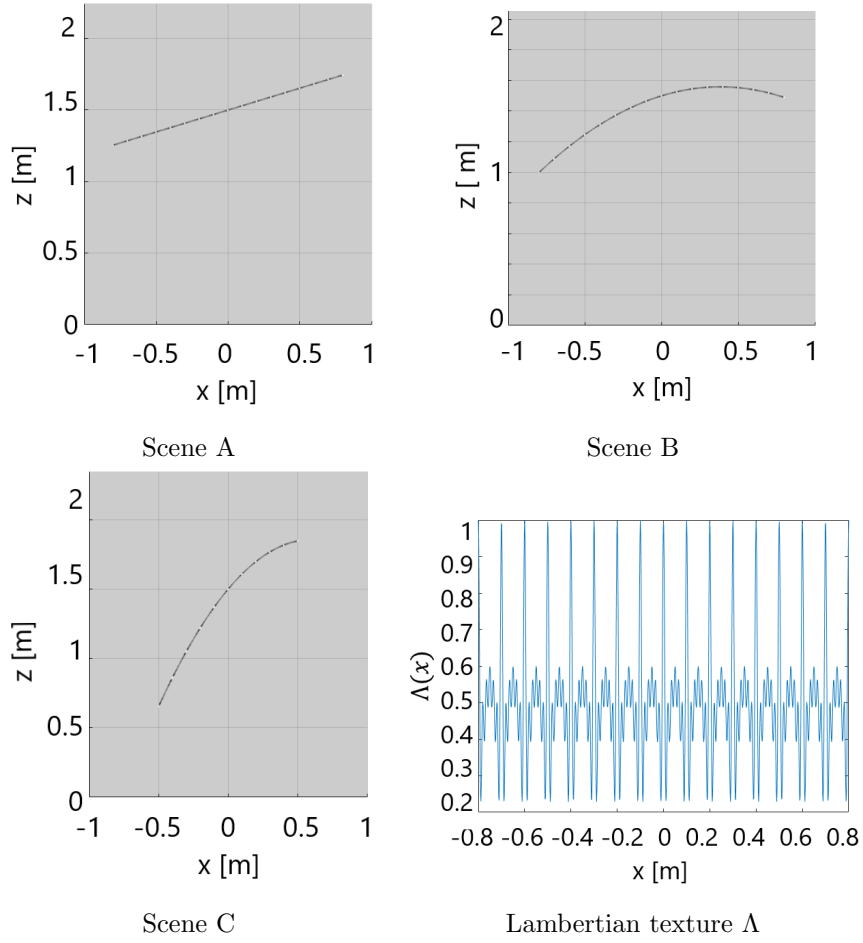 2
1.5
1
0.5
0
z [m]
-1 -0.5 0 0.5 1
x [m]
Scene A
2
1
0
z [ m]
-1 -0.5 0 0.5 1
x [m]
Scene B
2
1.5
1
0.5
0
z [m]
-1 -0.5 0 0.5 1
x [m]
Scene C
1
0.9
0.8
0.7
0.6
0.5
0.4
0.3
0.2
Λ(x)
-0.8 -0.6 -0.4 -0.2 0 0.2 0.4 0.6 0.8
x [m]
Lambertian texture Λ